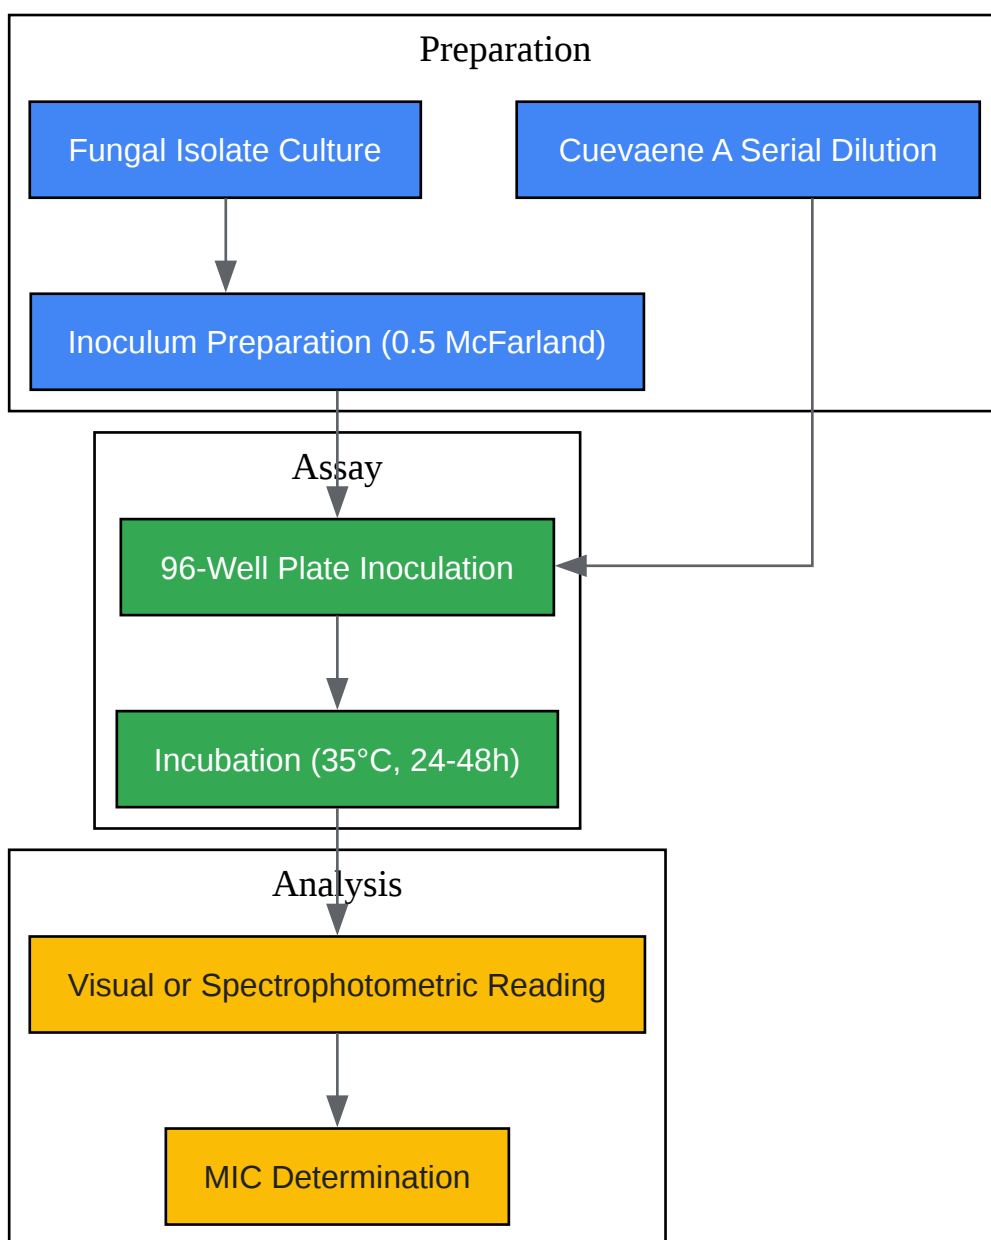 Preparation
Fungal Isolate Culture
Cuevaene A Serial Dilution
Inoculum Preparation (0.5 McFarland)
Assay
96-Well Plate Inoculation
Incubation (35°C, 24-48h)
Analysis
Visual or Spectrophotometric Reading
MIC Determination